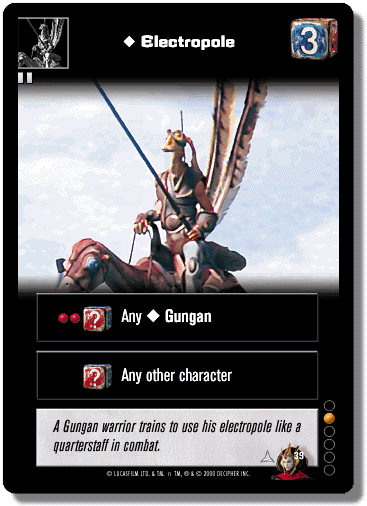 ◆ Electropole
3
? Any ◆ Gungan
? Any other character
A Gungan warrior trains to use his electropole like a
quarterstaff in combat.
39
© LUCASFILM LTD. & TM. ® & © 2000 DECIPHER INC.